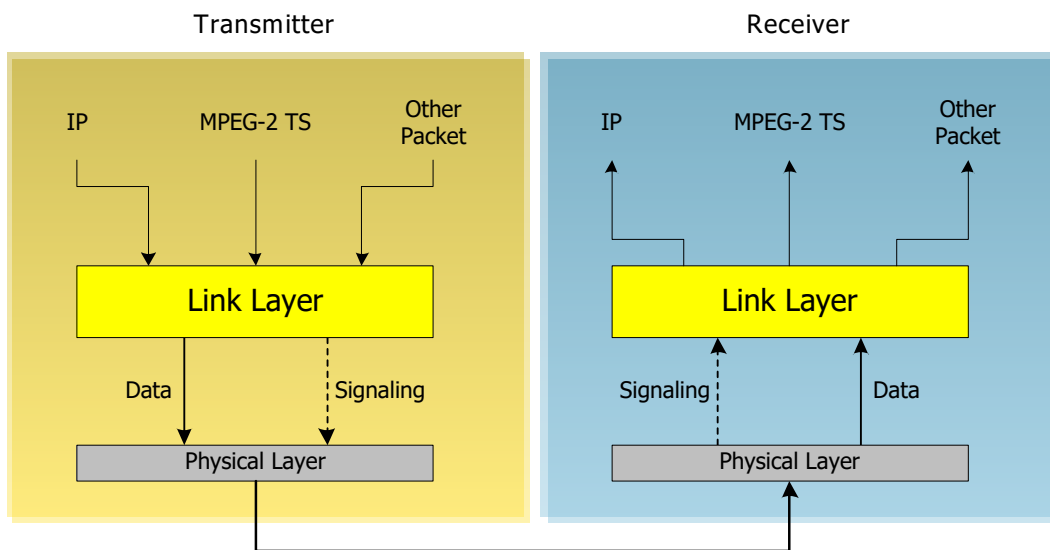 Transmitter
Receiver
IP
MPEG-2 TS
Other
Packet
Link Layer
Data
Signaling
Physical Layer
IP
MPEG-2 TS
Other
Packet
Link Layer
Signaling
Data
Physical Layer